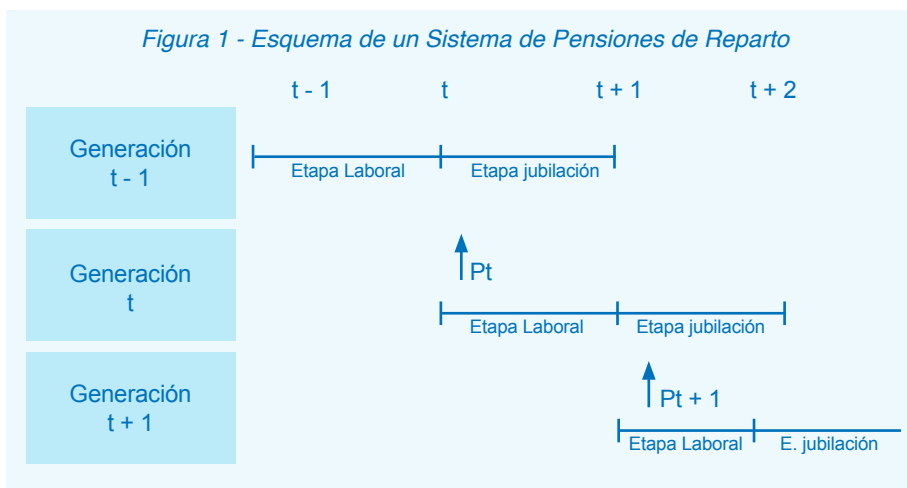 Figura 1 - Esquema de un Sistema de Pensiones de Reparto
t - 1 t t + 1 t + 2
Generación
t - 1
Etapa Laboral Etapa jubilación
Generación
t
Pt
Etapa Laboral Etapa jubilación
Generación
t + 1
Pt + 1
Etapa Laboral E. jubilación